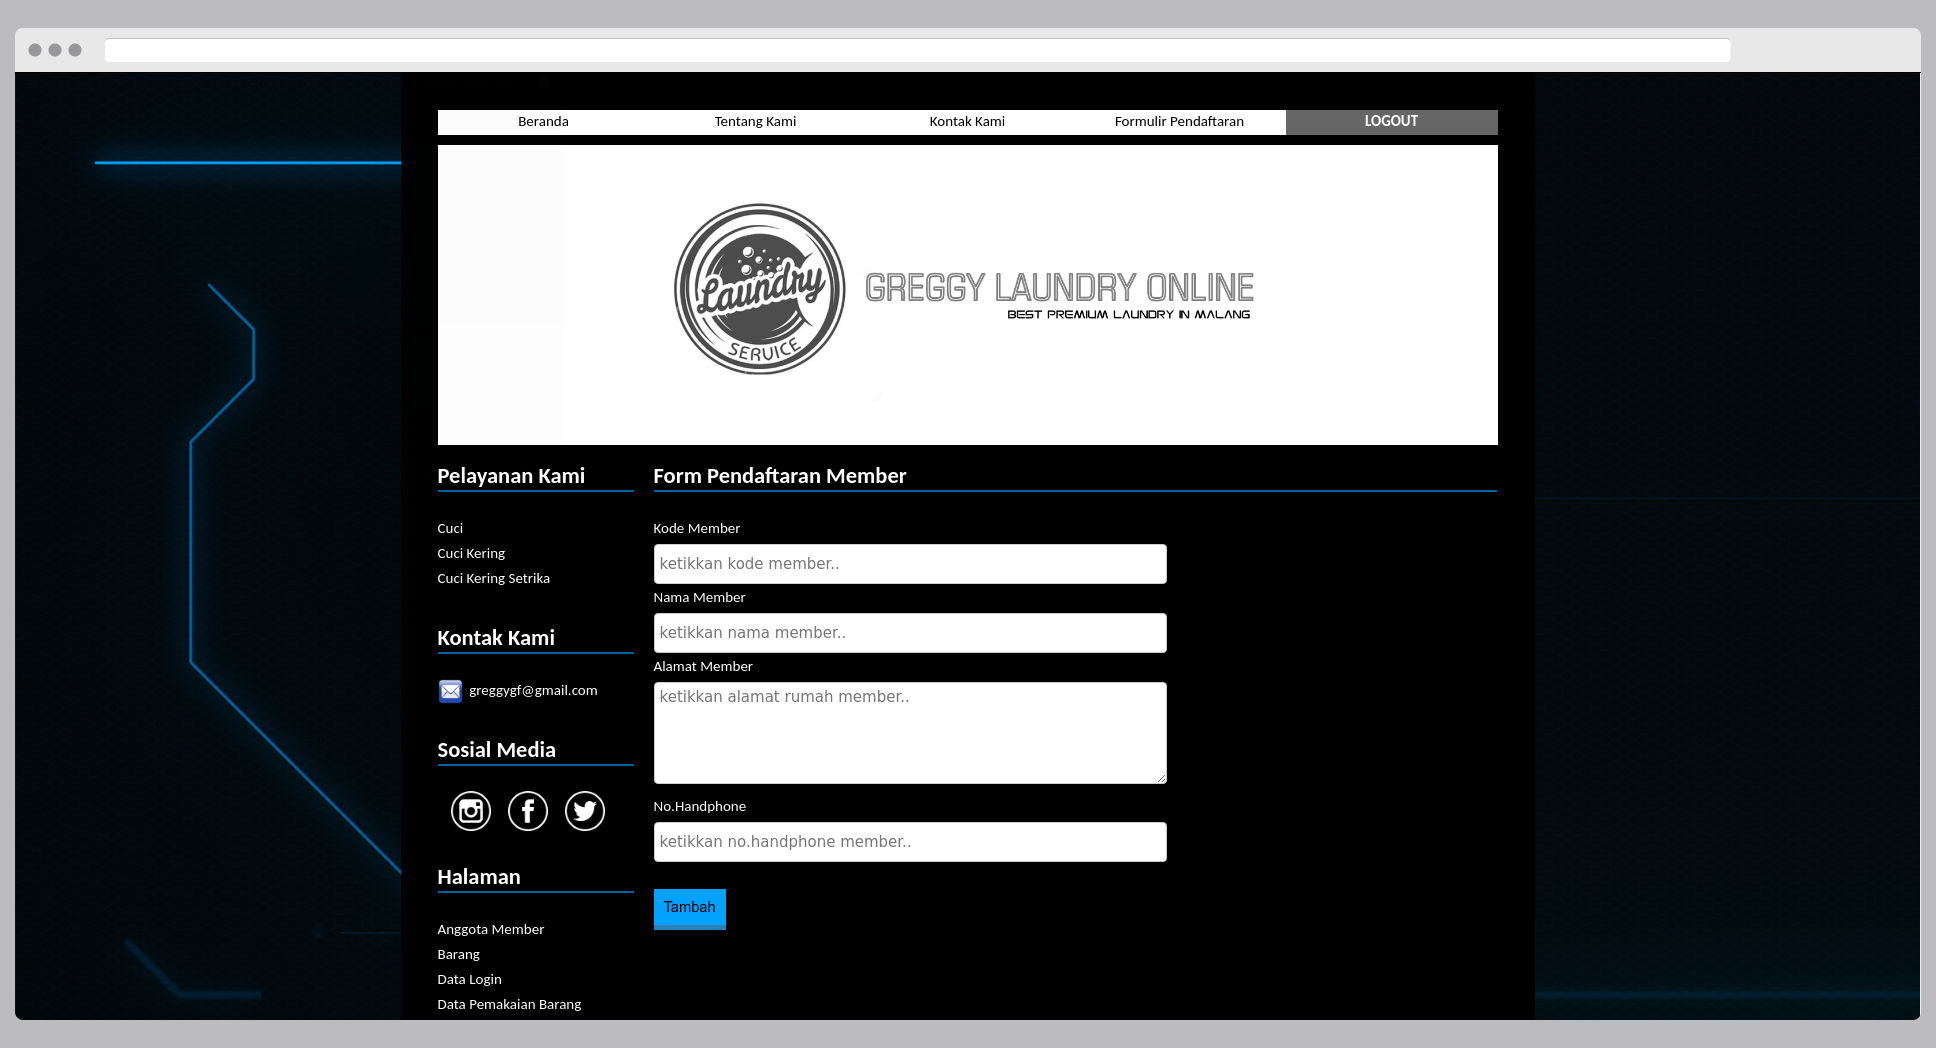 Beranda Tentang Kami Kontak Kami Formulir Pendaftaran LOGOUT
Laundry
SERVICE
GREGGY LAUNDRY ONLINE
BEST PREMIUM LAUNDRY IN MALANG
Pelayanan Kami
Cuci
Cuci Kering
Cuci Kering Setrika
Kontak Kami
greggygf@gmail.com
Sosial Media
Halaman
Anggota Member
Barang
Data Login
Data Pemakaian Barang
Form Pendaftaran Member
Kode Member
ketikkan kode member..
Nama Member
ketikkan nama member..
Alamat Member
ketikkan alamat rumah member..
No.Handphone
ketikkan no.handphone member..
Tambah